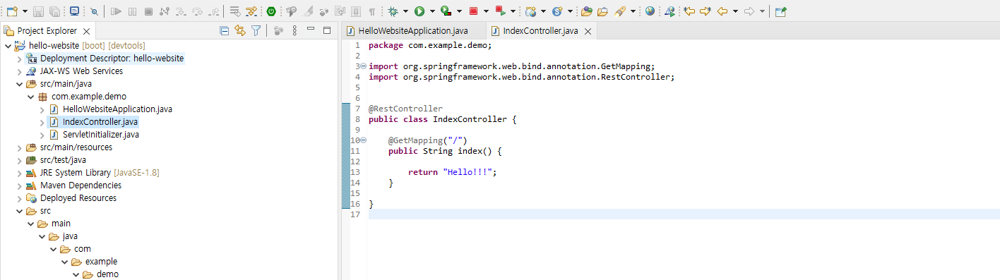 Project Explorer
hello-website [boot] [devtools]
Deployment Descriptor: hello-website
JAX-WS Web Services
src/main/java
com.example.demo
HelloWebsiteApplication.java
IndexController.java
ServletInitializer.java
src/main/resources
src/test/java
JRE System Library [JavaSE-1.8]
Maven Dependencies
Deployed Resources
src
main
java
com
example
demo
HelloWebsiteApplication.java
IndexController.java
1 package com.example.demo;
2
3 import org.springframework.web.bind.annotation.GetMapping;
4 import org.springframework.web.bind.annotation.RestController;
5
6
7 @RestController
8 public class IndexController {
9
10 @GetMapping("/")
11 public String index() {
12
13 return "Hello!!!";
14 }
15
16 }
17